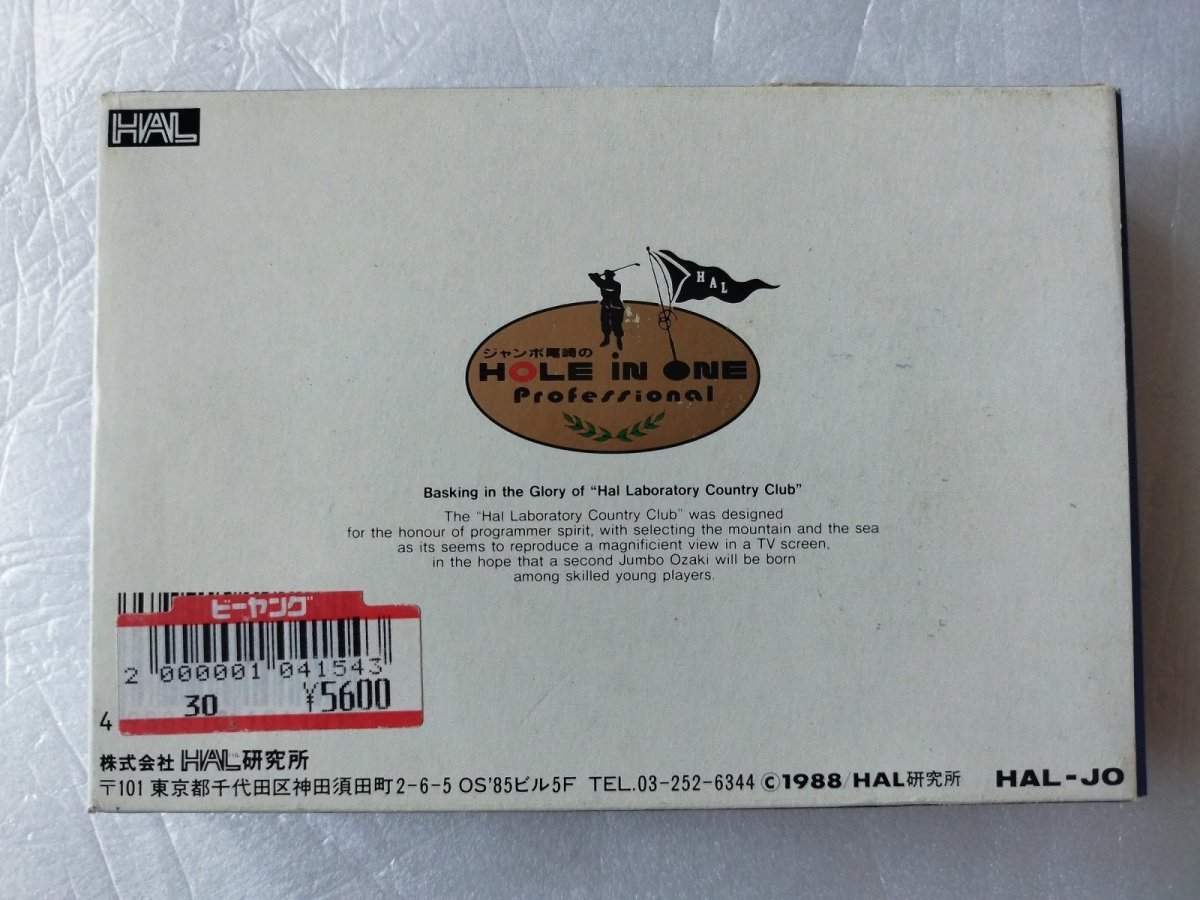 HAL
HAL
ジャンボ尾崎の
HOLE iN ONE
Professional
Basking in the Glory of "Hal Laboratory Country Club"
The "Hal Laboratory Country Club" was designed
for the honour of programmer spirit, with selecting the mountain and the sea
as its seems to reproduce a magnificient view in a TV screen,
in the hope that a second Jumbo Ozaki will be born
among skilled young players.
ビーヤング
2 000001 041543
30 ¥5600
4
株式会社 HAL研究所
〒101 東京都千代田区神田須田町2-6-5 OS'85ビル5F TEL.03-252-6344 ©1988/HAL研究所 HAL-JO